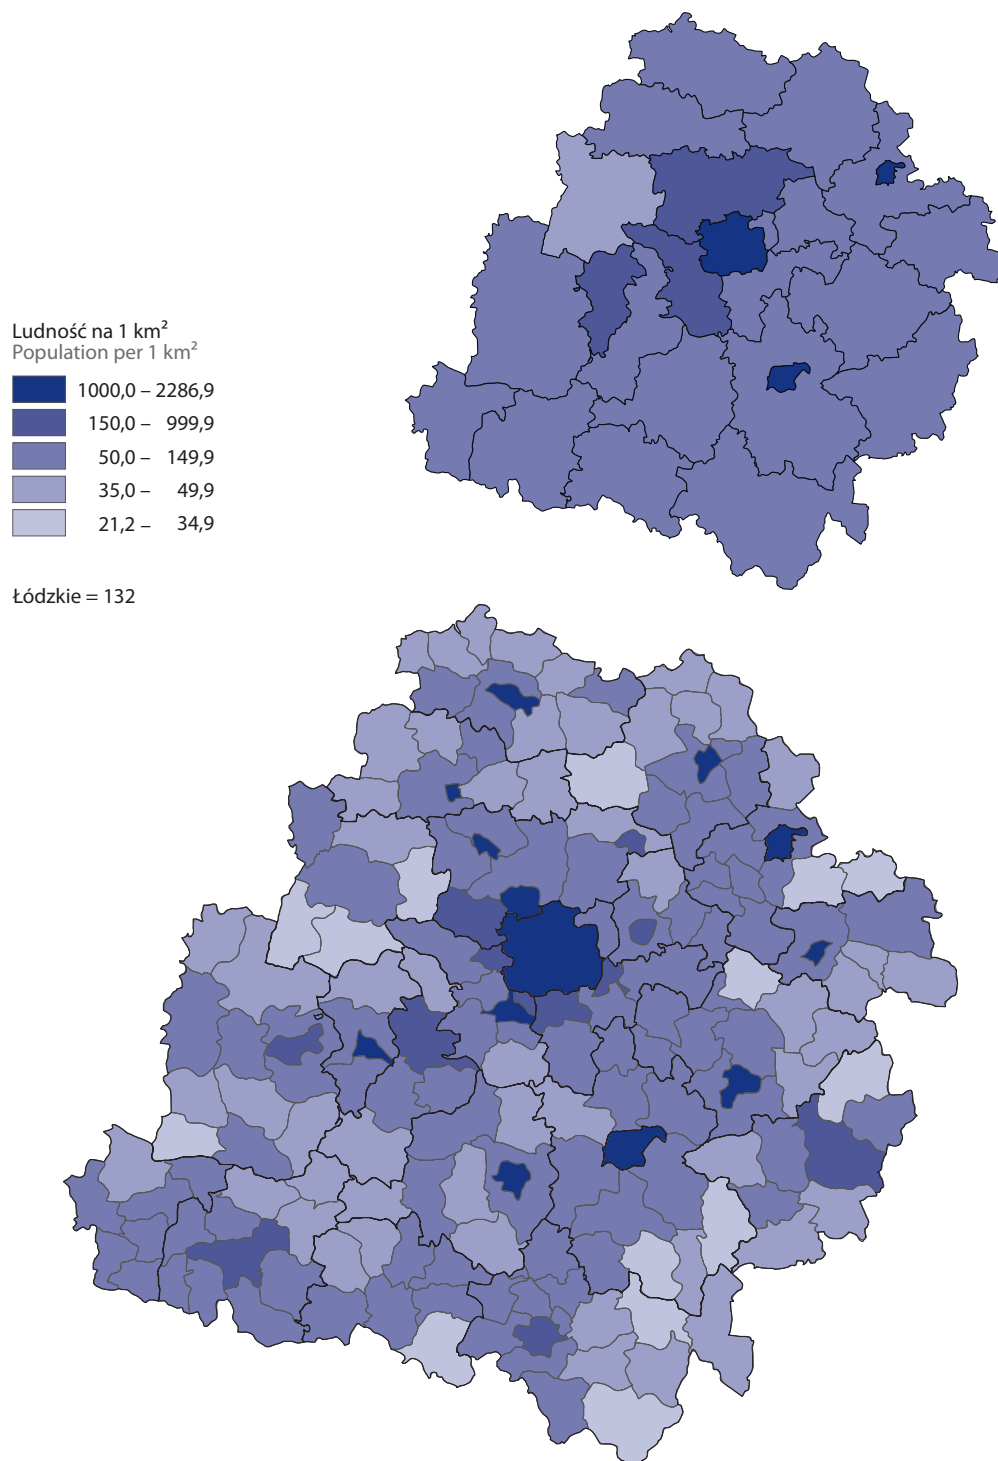 Ludność na 1 km²
Population per 1 km²
1000,0 – 2286,9
150,0 – 999,9
50,0 – 149,9
35,0 – 49,9
21,2 – 34,9
Łódzkie = 132